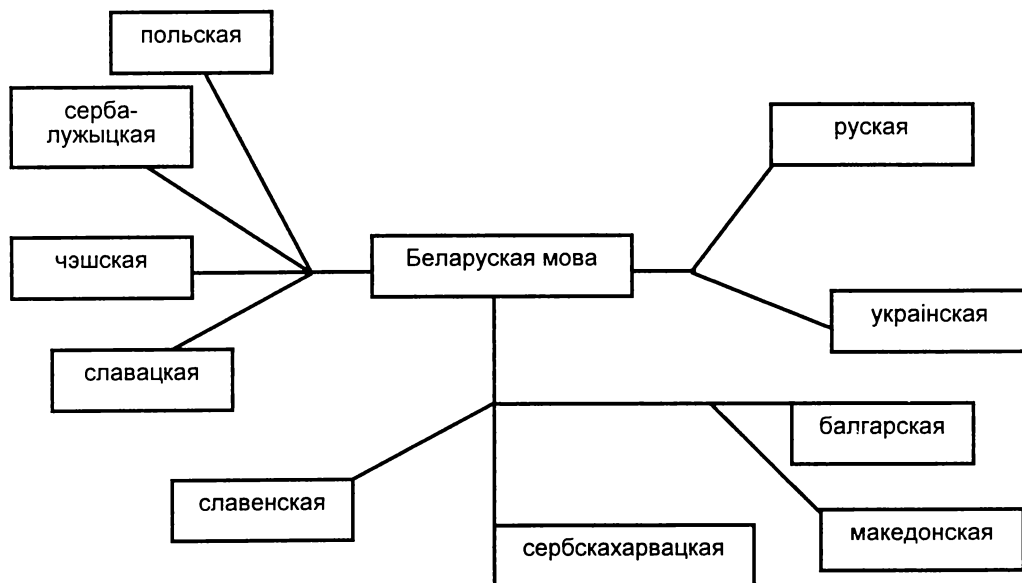 польская
серба-
лужыцкая
руская
чэшская
Беларуская мова
украінская
славацкая
балгарская
славенская
македонская
сербскахарвацкая